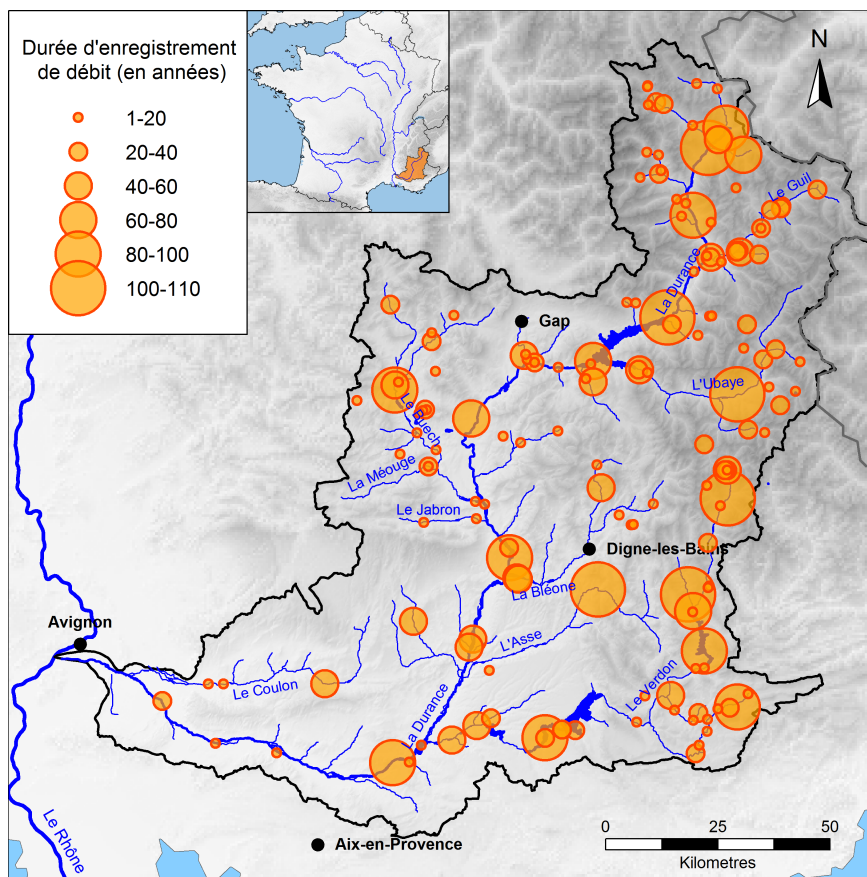 Durée d'enregistrement
de débit (en années)
1-20
20-40
40-60
60-80
80-100
100-110
N
Le Guil
La Durance
Gap
L'Ubaye
Le Buech
La Méouge
Le Jabron
Digne-les-Bains
La Bléone
Avignon
L'Asse
Le Coulon
Le Verdon
La Durance
Le Rhône
Aix-en-Provence
0
25
50
Kilometres